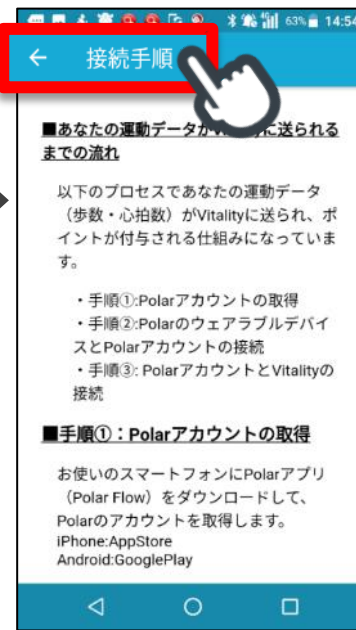 63% 14:54
← 接続手順
■あなたの運動データがVitalityに送られる
までの流れ
以下のプロセスであなたの運動データ
（歩数・心拍数）がVitalityに送られ、ポ
イントが付与される仕組みになっていま
す。
・手順①:Polarアカウントの取得
・手順②:Polarのウェアラブルデバイ
スとPolarアカウントの接続
・手順③: PolarアカウントとVitalityの
接続
■手順①：Polarアカウントの取得
お使いのスマートフォンにPolarアプリ
（Polar Flow）をダウンロードして、
Polarのアカウントを取得します。
iPhone:AppStore
Android:GooglePlay